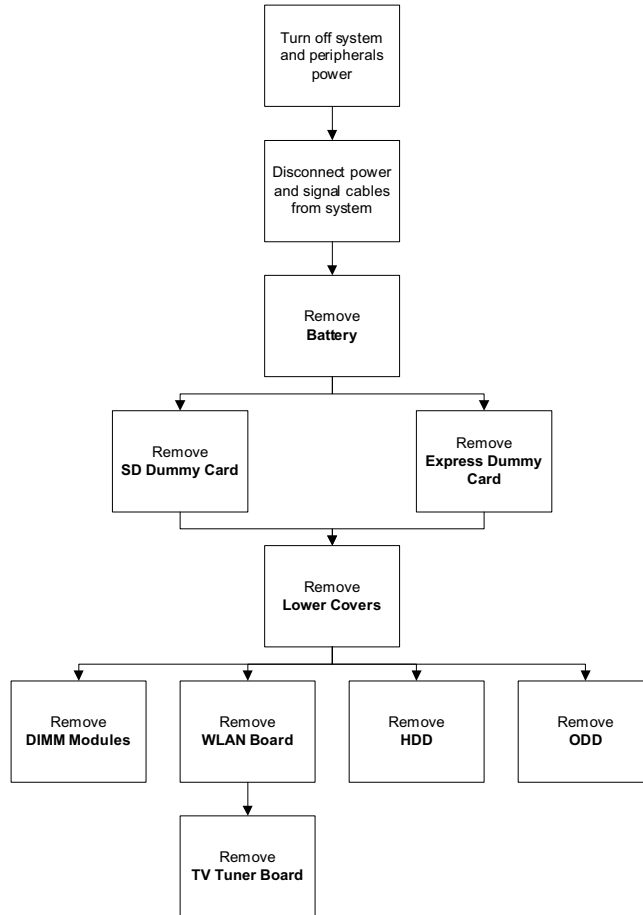 Turn off system
and peripherals
power
Disconnect power
and signal cables
from system
Remove
Battery
Remove
SD Dummy Card
Remove
Express Dummy
Card
Remove
Lower Covers
Remove
DIMM Modules
Remove
WLAN Board
Remove
HDD
Remove
ODD
Remove
TV Tuner Board